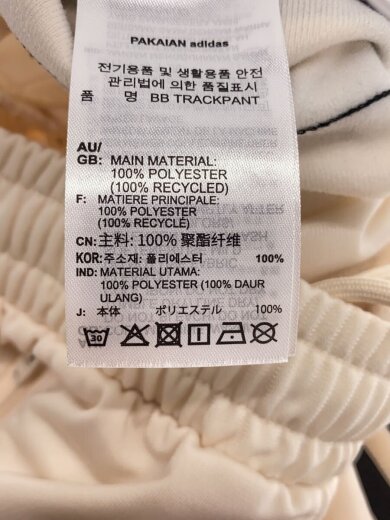 PAKAIAN adidas
전기용품 및 생활용품 안전
관리법에 의한 품질표시
품 명 BB TRACKPANT
AU/
GB: MAIN MATERIAL:
100% POLYESTER
(100% RECYCLED)
F: MATIERE PRINCIPALE:
100% POLYESTER
(100% RECYCLÉ)
CN: 主料: 100% 聚酯纤维
KOR: 주소재: 폴리에스터 100%
IND: MATERIAL UTAMA:
100% POLYESTER (100% DAUR
ULANG)
J: 本体 ポリエステル 100%
30